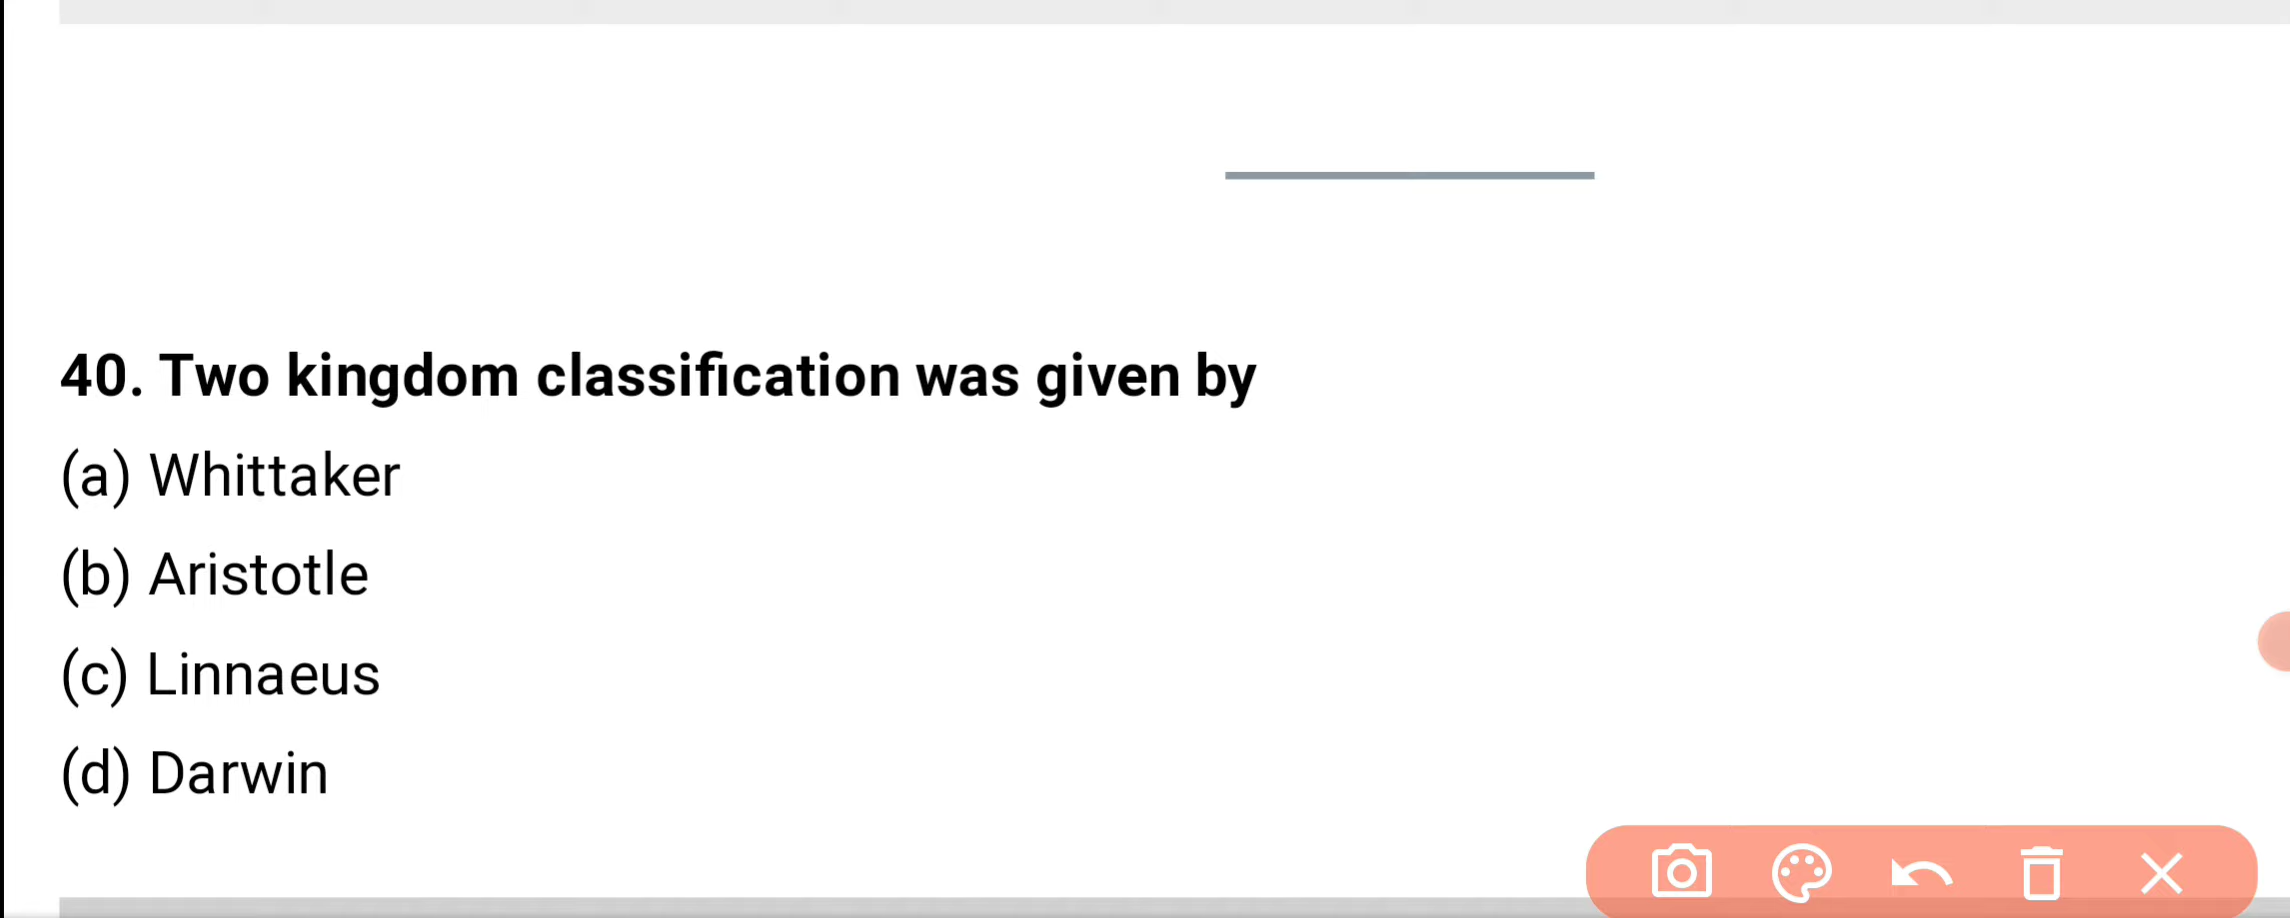 40. Two kingdom classification was given by
(a) Whittaker
(b) Aristotle
(c) Linnaeus
(d) Darwin